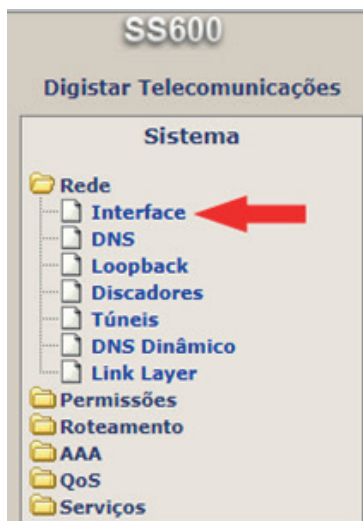 SS600
Digistar Telecomunicações
Sistema
Rede
Interface
DNS
Loopback
Discadores
Túneis
DNS Dinâmico
Link Layer
Permissões
Roteamento
AAA
QoS
Serviços